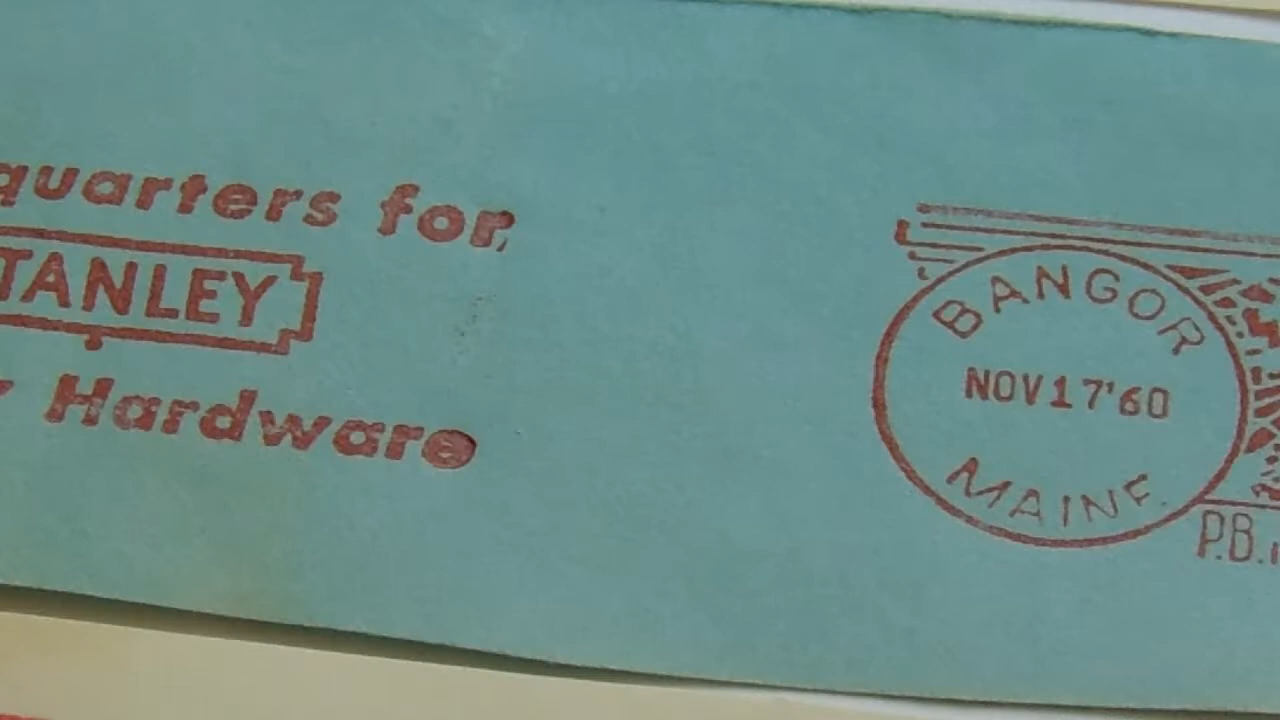 quarters for,
TANLEY
Hardware
BANGOR
NOV 17'60
MAINE
P.B.